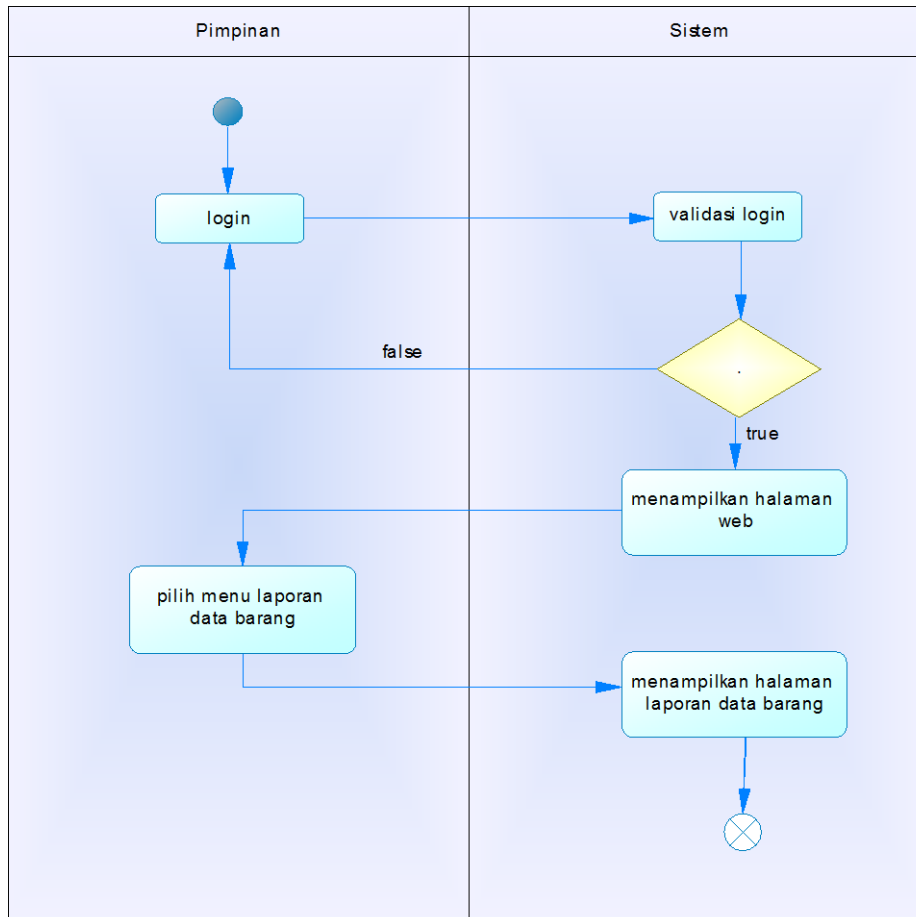 Pimpinan
Sistem
login
validasi login
false
.
true
menampilkan halaman
web
pilih menu laporan
data barang
menampilkan halaman
laporan data barang